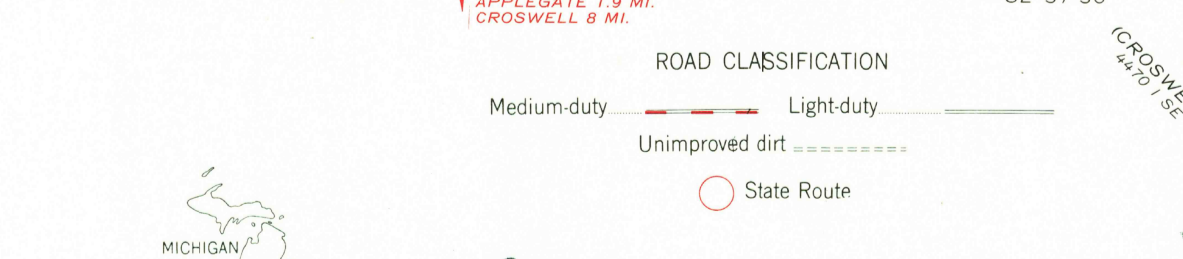 APPLEGATE 1.9 MI.
CROSWELL 8 MI.
ROAD CLASSIFICATION
Medium-duty
Light-duty
Unimproved dirt
State Route
4470 I SE
MICHIGAN